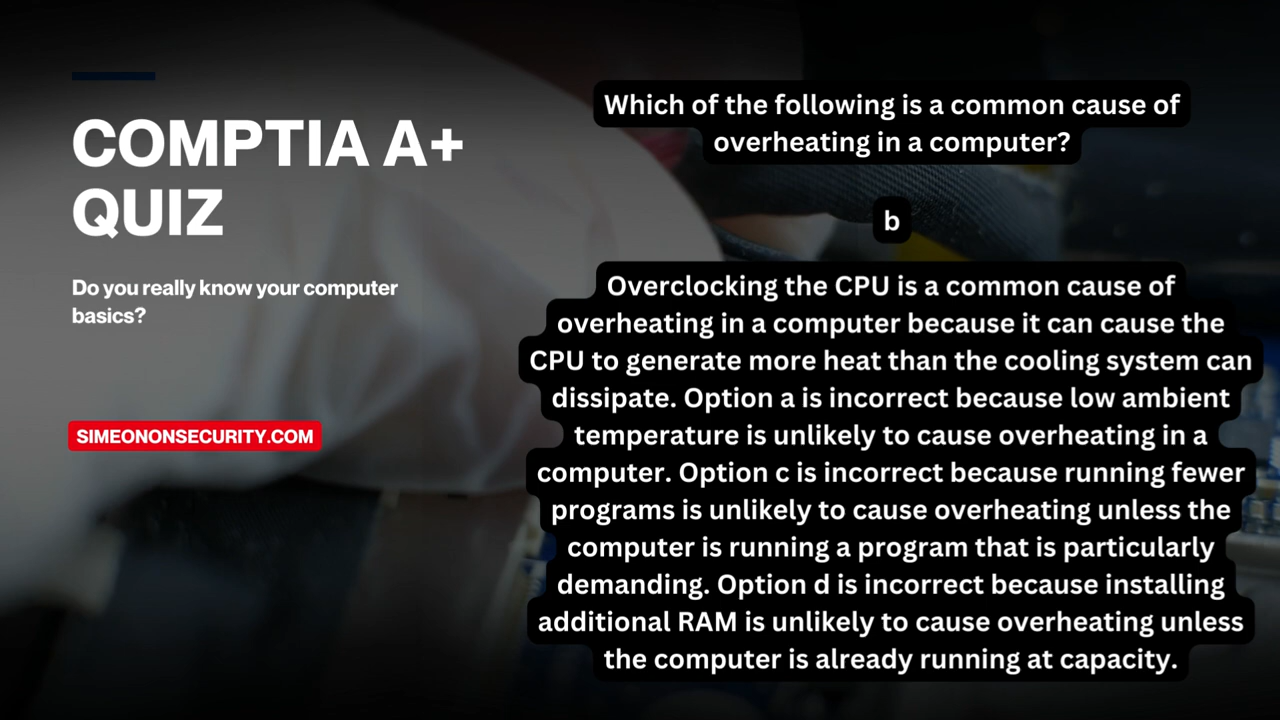 COMPTIA A+
QUIZ
Do you really know your computer
basics?
SIMEONONSECURITY.COM
Which of the following is a common cause of
overheating in a computer?
b
Overclocking the CPU is a common cause of
overheating in a computer because it can cause the
CPU to generate more heat than the cooling system can
dissipate. Option a is incorrect because low ambient
temperature is unlikely to cause overheating in a
computer. Option c is incorrect because running fewer
programs is unlikely to cause overheating unless the
computer is running a program that is particularly
demanding. Option d is incorrect because installing
additional RAM is unlikely to cause overheating unless
the computer is already running at capacity.